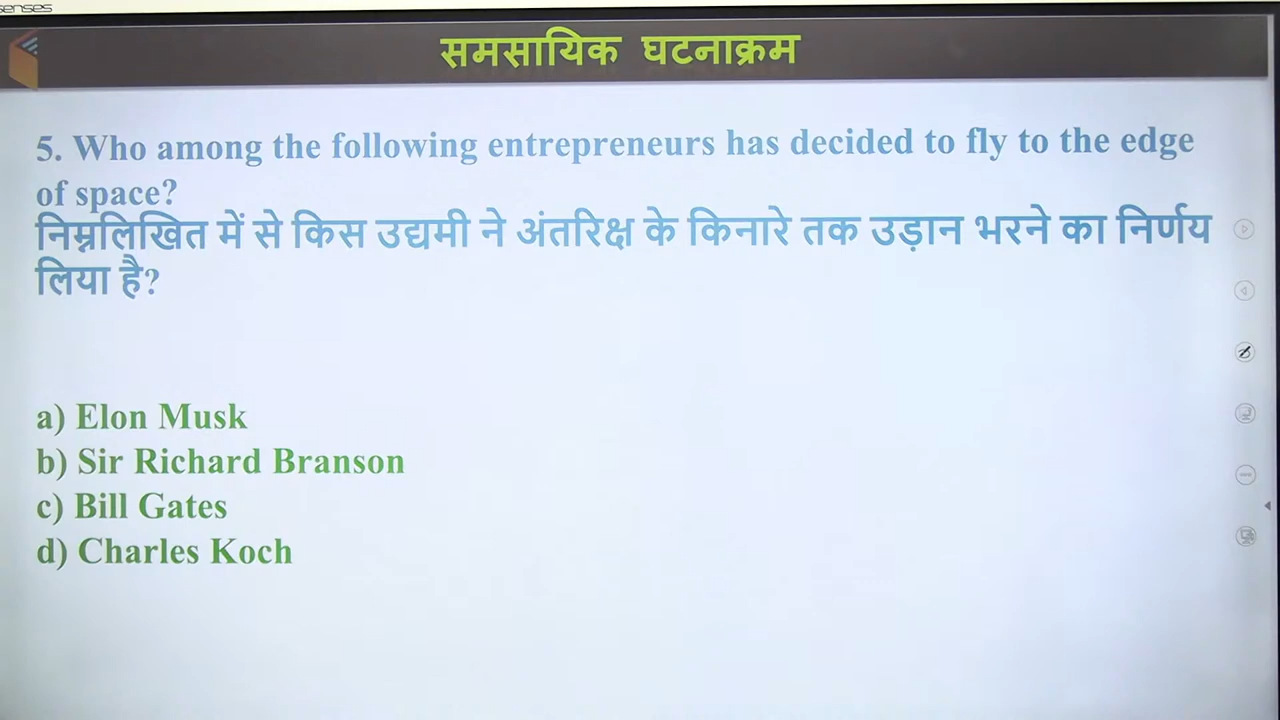 senses
समसायिक घटनाक्रम
5. Who among the following entrepreneurs has decided to fly to the edge
of space?
निम्नलिखित में से किस उद्यमी ने अंतरिक्ष के किनारे तक उड़ान भरने का निर्णय
लिया है?
a) Elon Musk
b) Sir Richard Branson
c) Bill Gates
d) Charles Koch